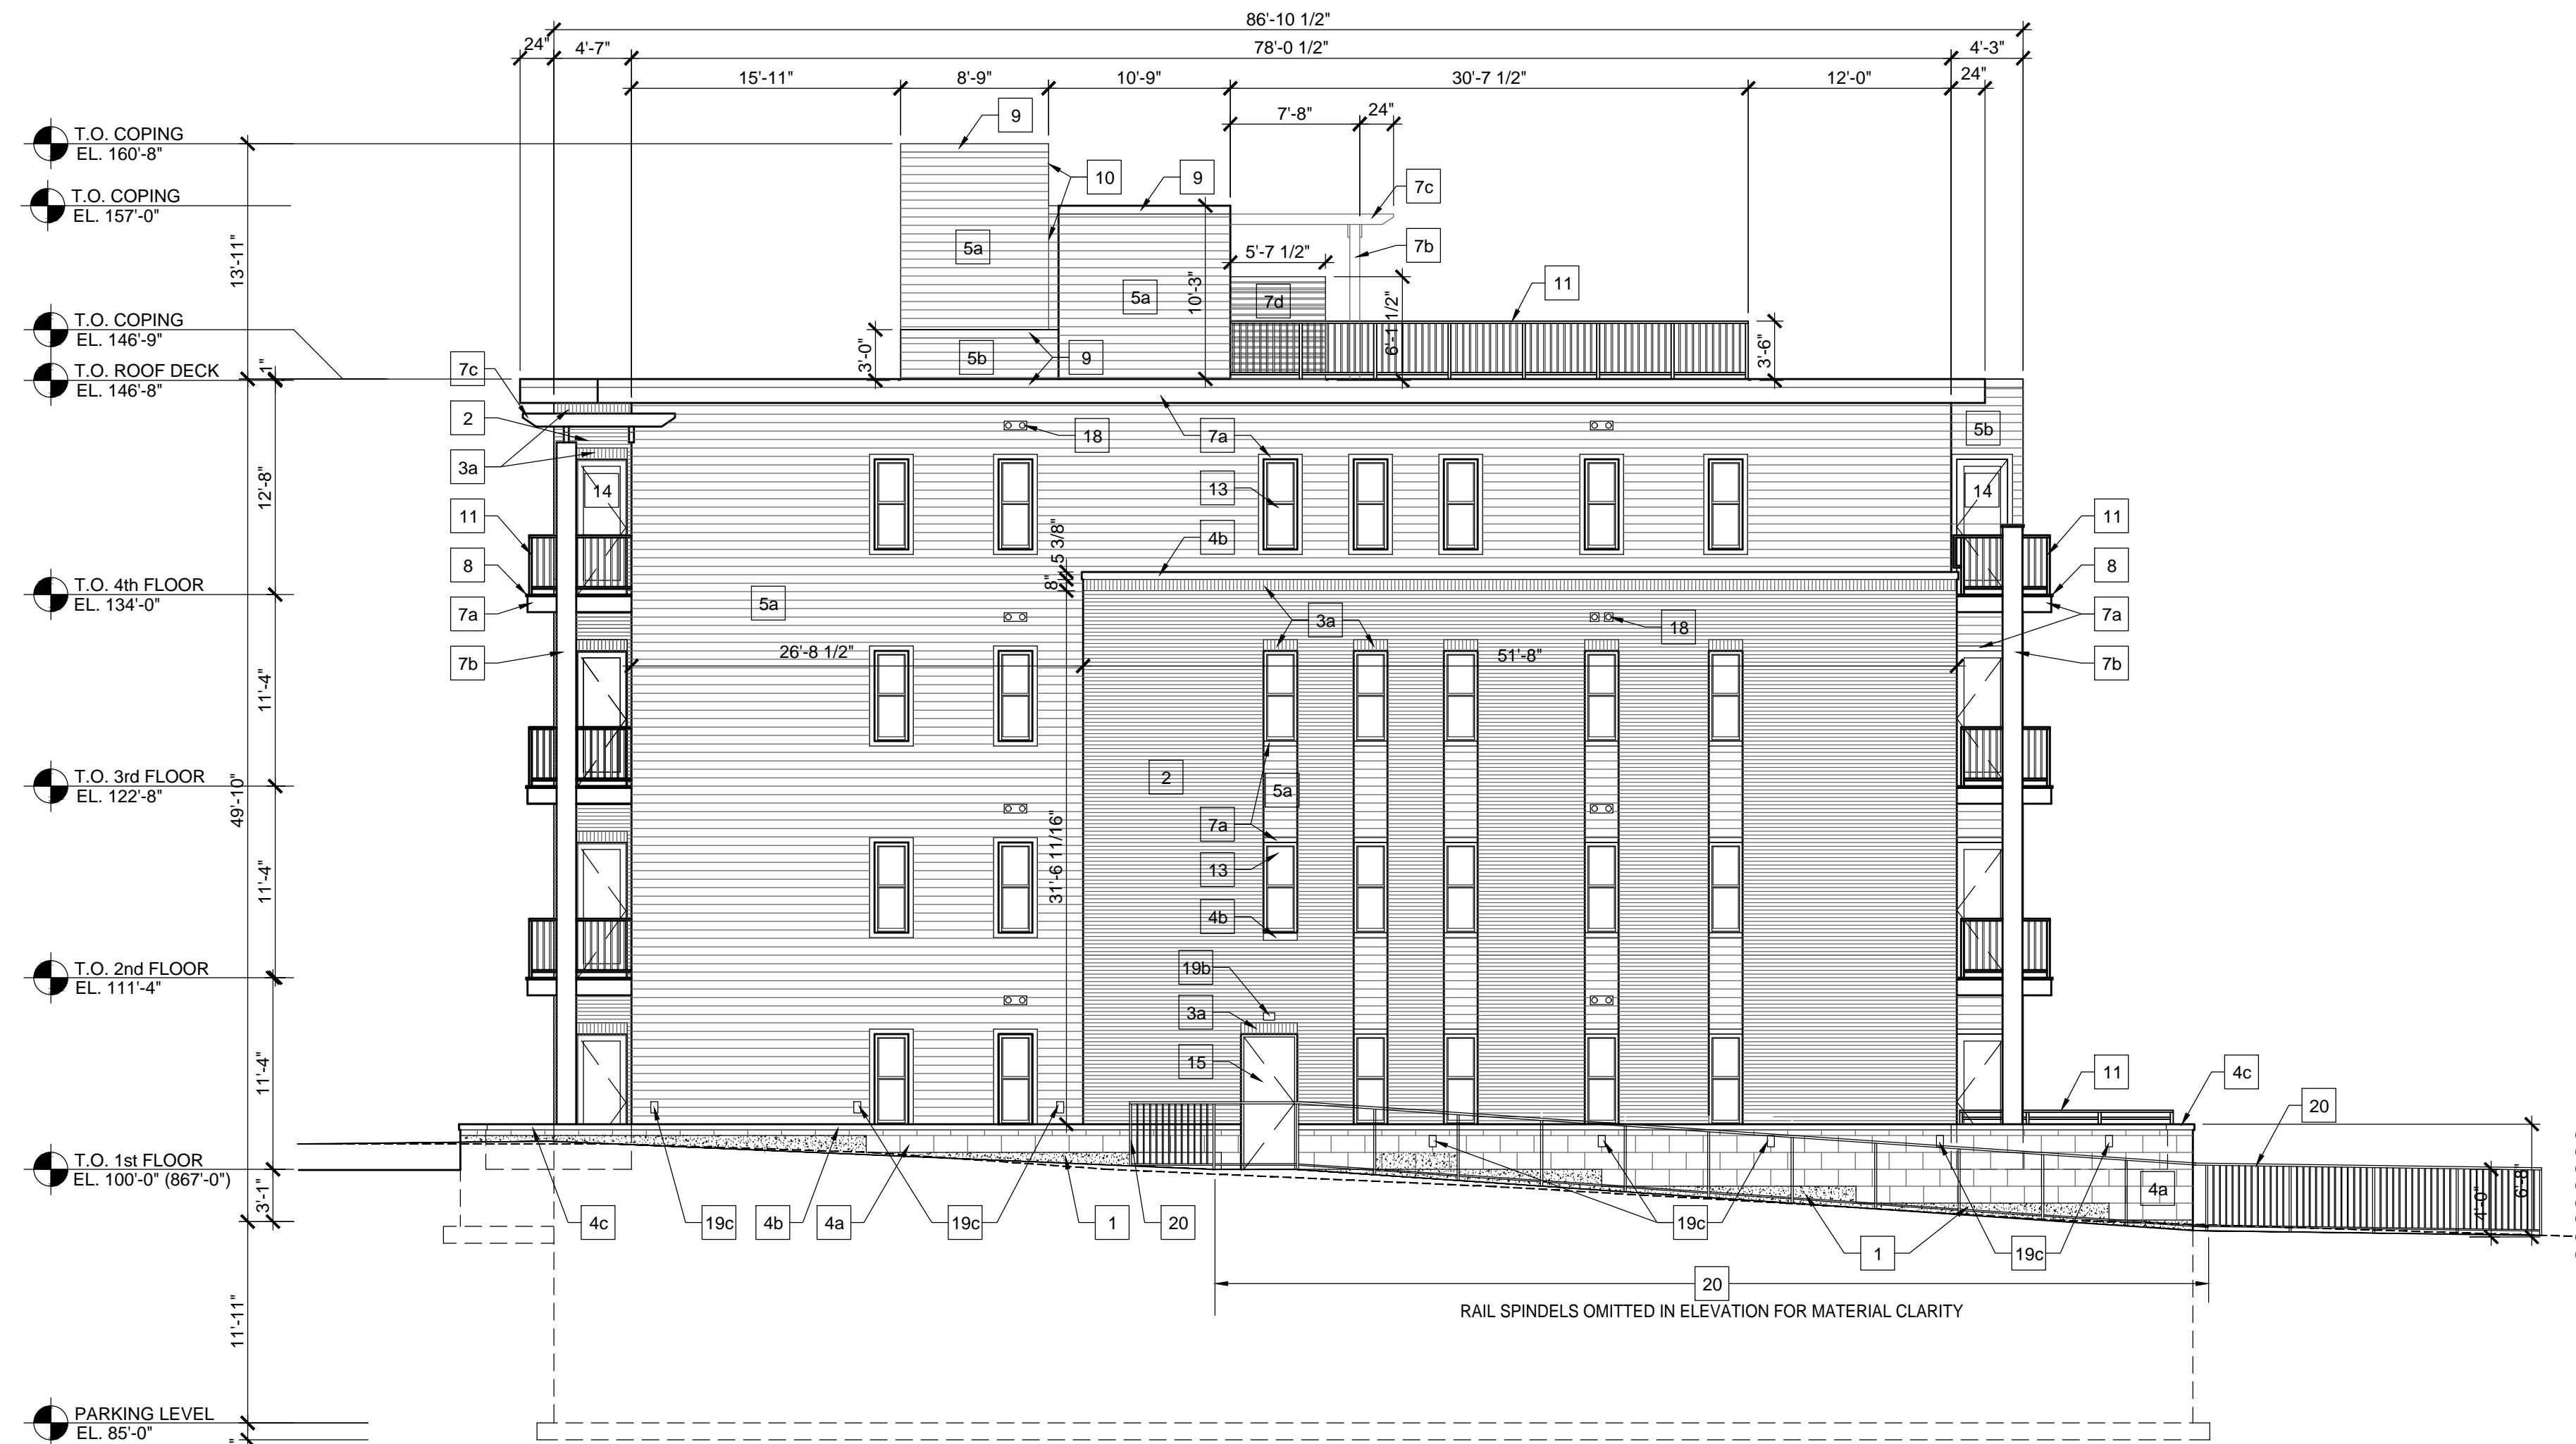 86'-10 1/2"
24"
4'-7"
78'-0 1/2"
4'-3"
15'-11"
8'-9"
10'-9"
30'-7 1/2"
12'-0"
24"
7'-8"
24"
9
T.O. COPING
EL. 160'-8"
10
9
7c
T.O. COPING
EL. 157'-0"
5a
7b
13'-11"
5'-7 1/2"
11
5a
10'-3"
7d
6'-1 1/2"
T.O. COPING
EL. 146'-9"
3'-0"
5b
9
3'-6"
T.O. ROOF DECK
EL. 146'-8"
1"
7c
2
18
7a
5b
3a
12'-8"
14
13
14
11
11
5 3/8"
4b
8
8
8"
T.O. 4th FLOOR
EL. 134'-0"
7a
5a
3a
18
7a
26'-8 1/2"
51'-8"
7b
7b
11'-4"
T.O. 3rd FLOOR
EL. 122'-8"
49'-10"
2
5a
7a
31'-6 11/16"
11'-4"
13
4b
T.O. 2nd FLOOR
EL. 111'-4"
19b
3a
15
11'-4"
11
4c
20
T.O. 1st FLOOR
EL. 100'-0" (867'-0")
3'-1"
4a
4'-0"
6'-8"
4c
19c
4b
4a
19c
1
20
19c
1
19c
20
RAIL SPINDELS OMITTED IN ELEVATION FOR MATERIAL CLARITY
11'-11"
PARKING LEVEL
EL. 85'-0"